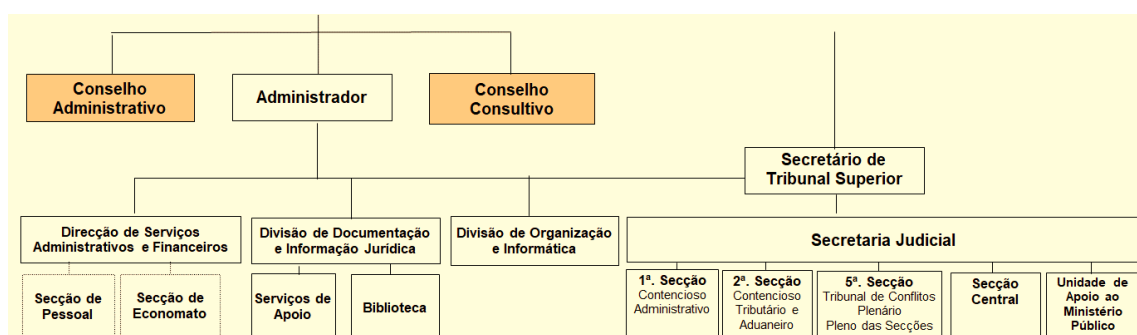 Conselho
Administrativo
Administrador
Conselho
Consultivo
Secretário de
Tribunal Superior
Direcção de Serviços
Administrativos e Financeiros
Divisão de Documentação
e Informação Jurídica
Divisão de Organização
e Informática
Secretaria Judicial
Secção de
Pessoal
Secção de
Economato
Serviços de
Apoio
Biblioteca
1ª. Secção
Contencioso
Administrativo
2ª. Secção
Contencioso
Tributário e
Aduaneiro
5ª. Secção
Tribunal de Conflitos
Plenário
Pleno das Secções
Secção
Central
Unidade de
Apoio ao
Ministério
Público